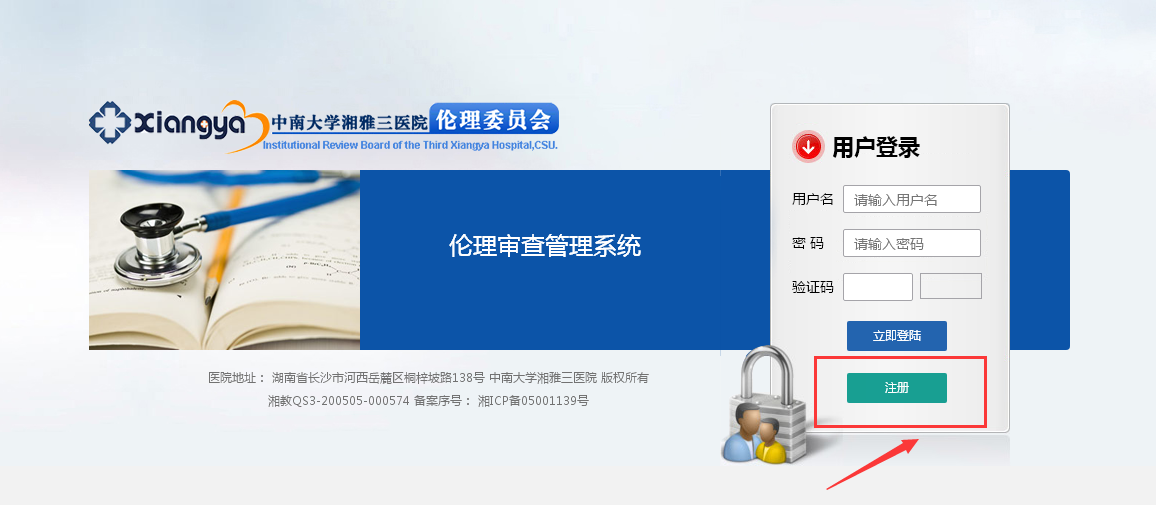 xiangya
中南大学湘雅三医院
伦理委员会
Institutional Review Board of the Third Xiangya Hospital,CSU.
用户登录
用户名 请输入用户名
密 码 请输入密码
验证码
立即登陆
注册
伦理审查管理系统
医院地址： 湖南省长沙市河西岳麓区桐梓坡路138号 中南大学湘雅三医院 版权所有
湘教QS3-200505-000574 备案序号： 湘ICP备05001139号